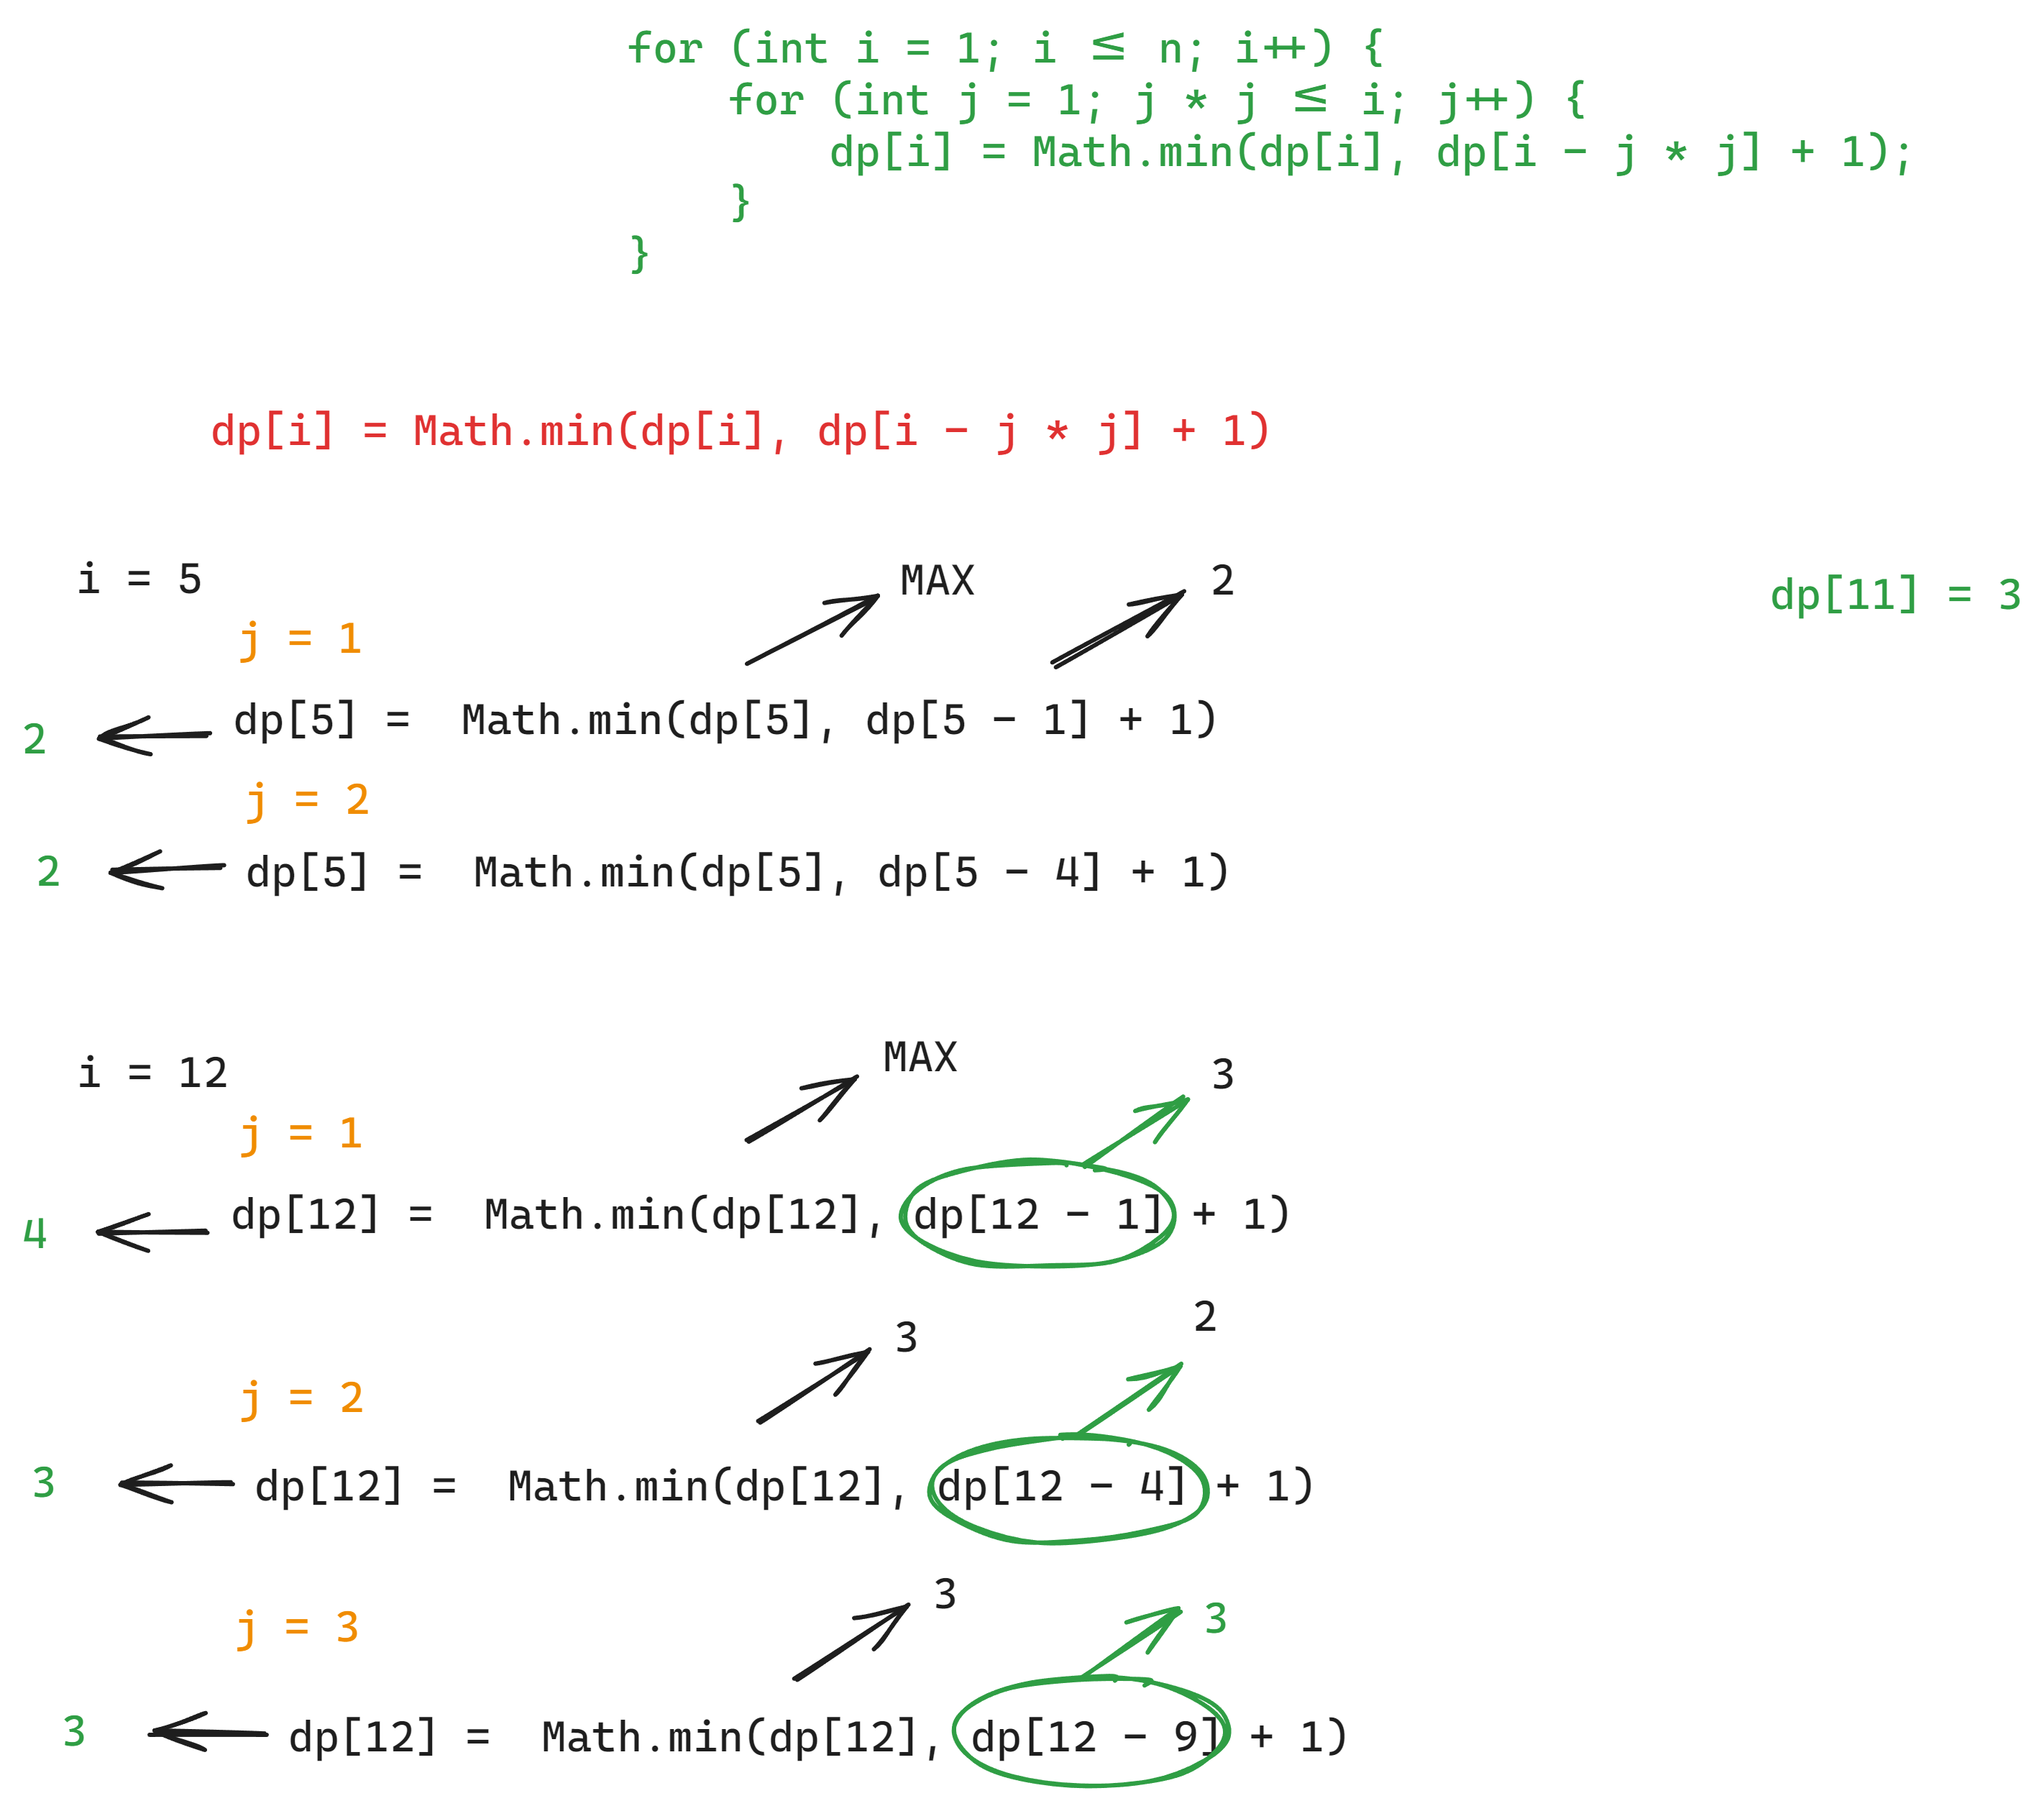 for (int i = 1; i <= n; i++) {
for (int j = 1; j * j <= i; j++) {
dp[i] = Math.min(dp[i], dp[i - j * j] + 1);
}
}
dp[i] = Math.min(dp[i], dp[i - j * j] + 1)
i = 5
MAX
2
dp[11] = 3
j = 1
2
dp[5] = Math.min(dp[5], dp[5 - 1] + 1)
j = 2
2
dp[5] = Math.min(dp[5], dp[5 - 4] + 1)
i = 12
MAX
3
j = 1
4
dp[12] = Math.min(dp[12], dp[12 - 1] + 1)
3
2
j = 2
3
dp[12] = Math.min(dp[12], dp[12 - 4] + 1)
3
3
j = 3
3
dp[12] = Math.min(dp[12], dp[12 - 9] + 1)